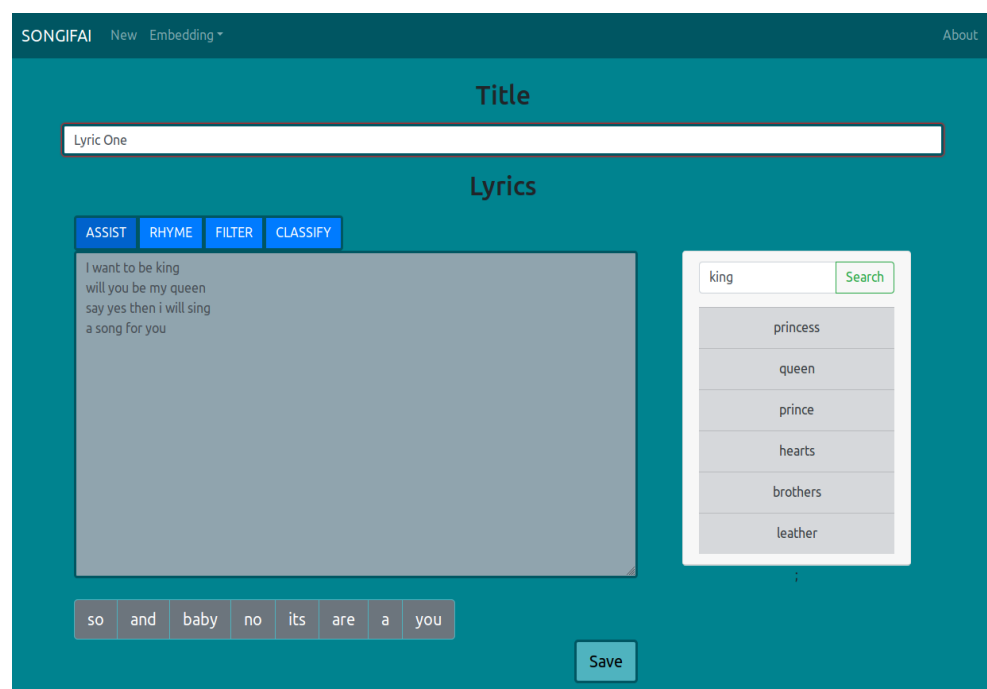 SONGIFAI New Embedding About
Title
Lyric One
Lyrics
ASSIST RHYME FILTER CLASSIFY
I want to be king
will you be my queen
say yes then i will sing
a song for you
king Search
princess
queen
prince
hearts
brothers
leather
;
so and baby no its are a you
Save